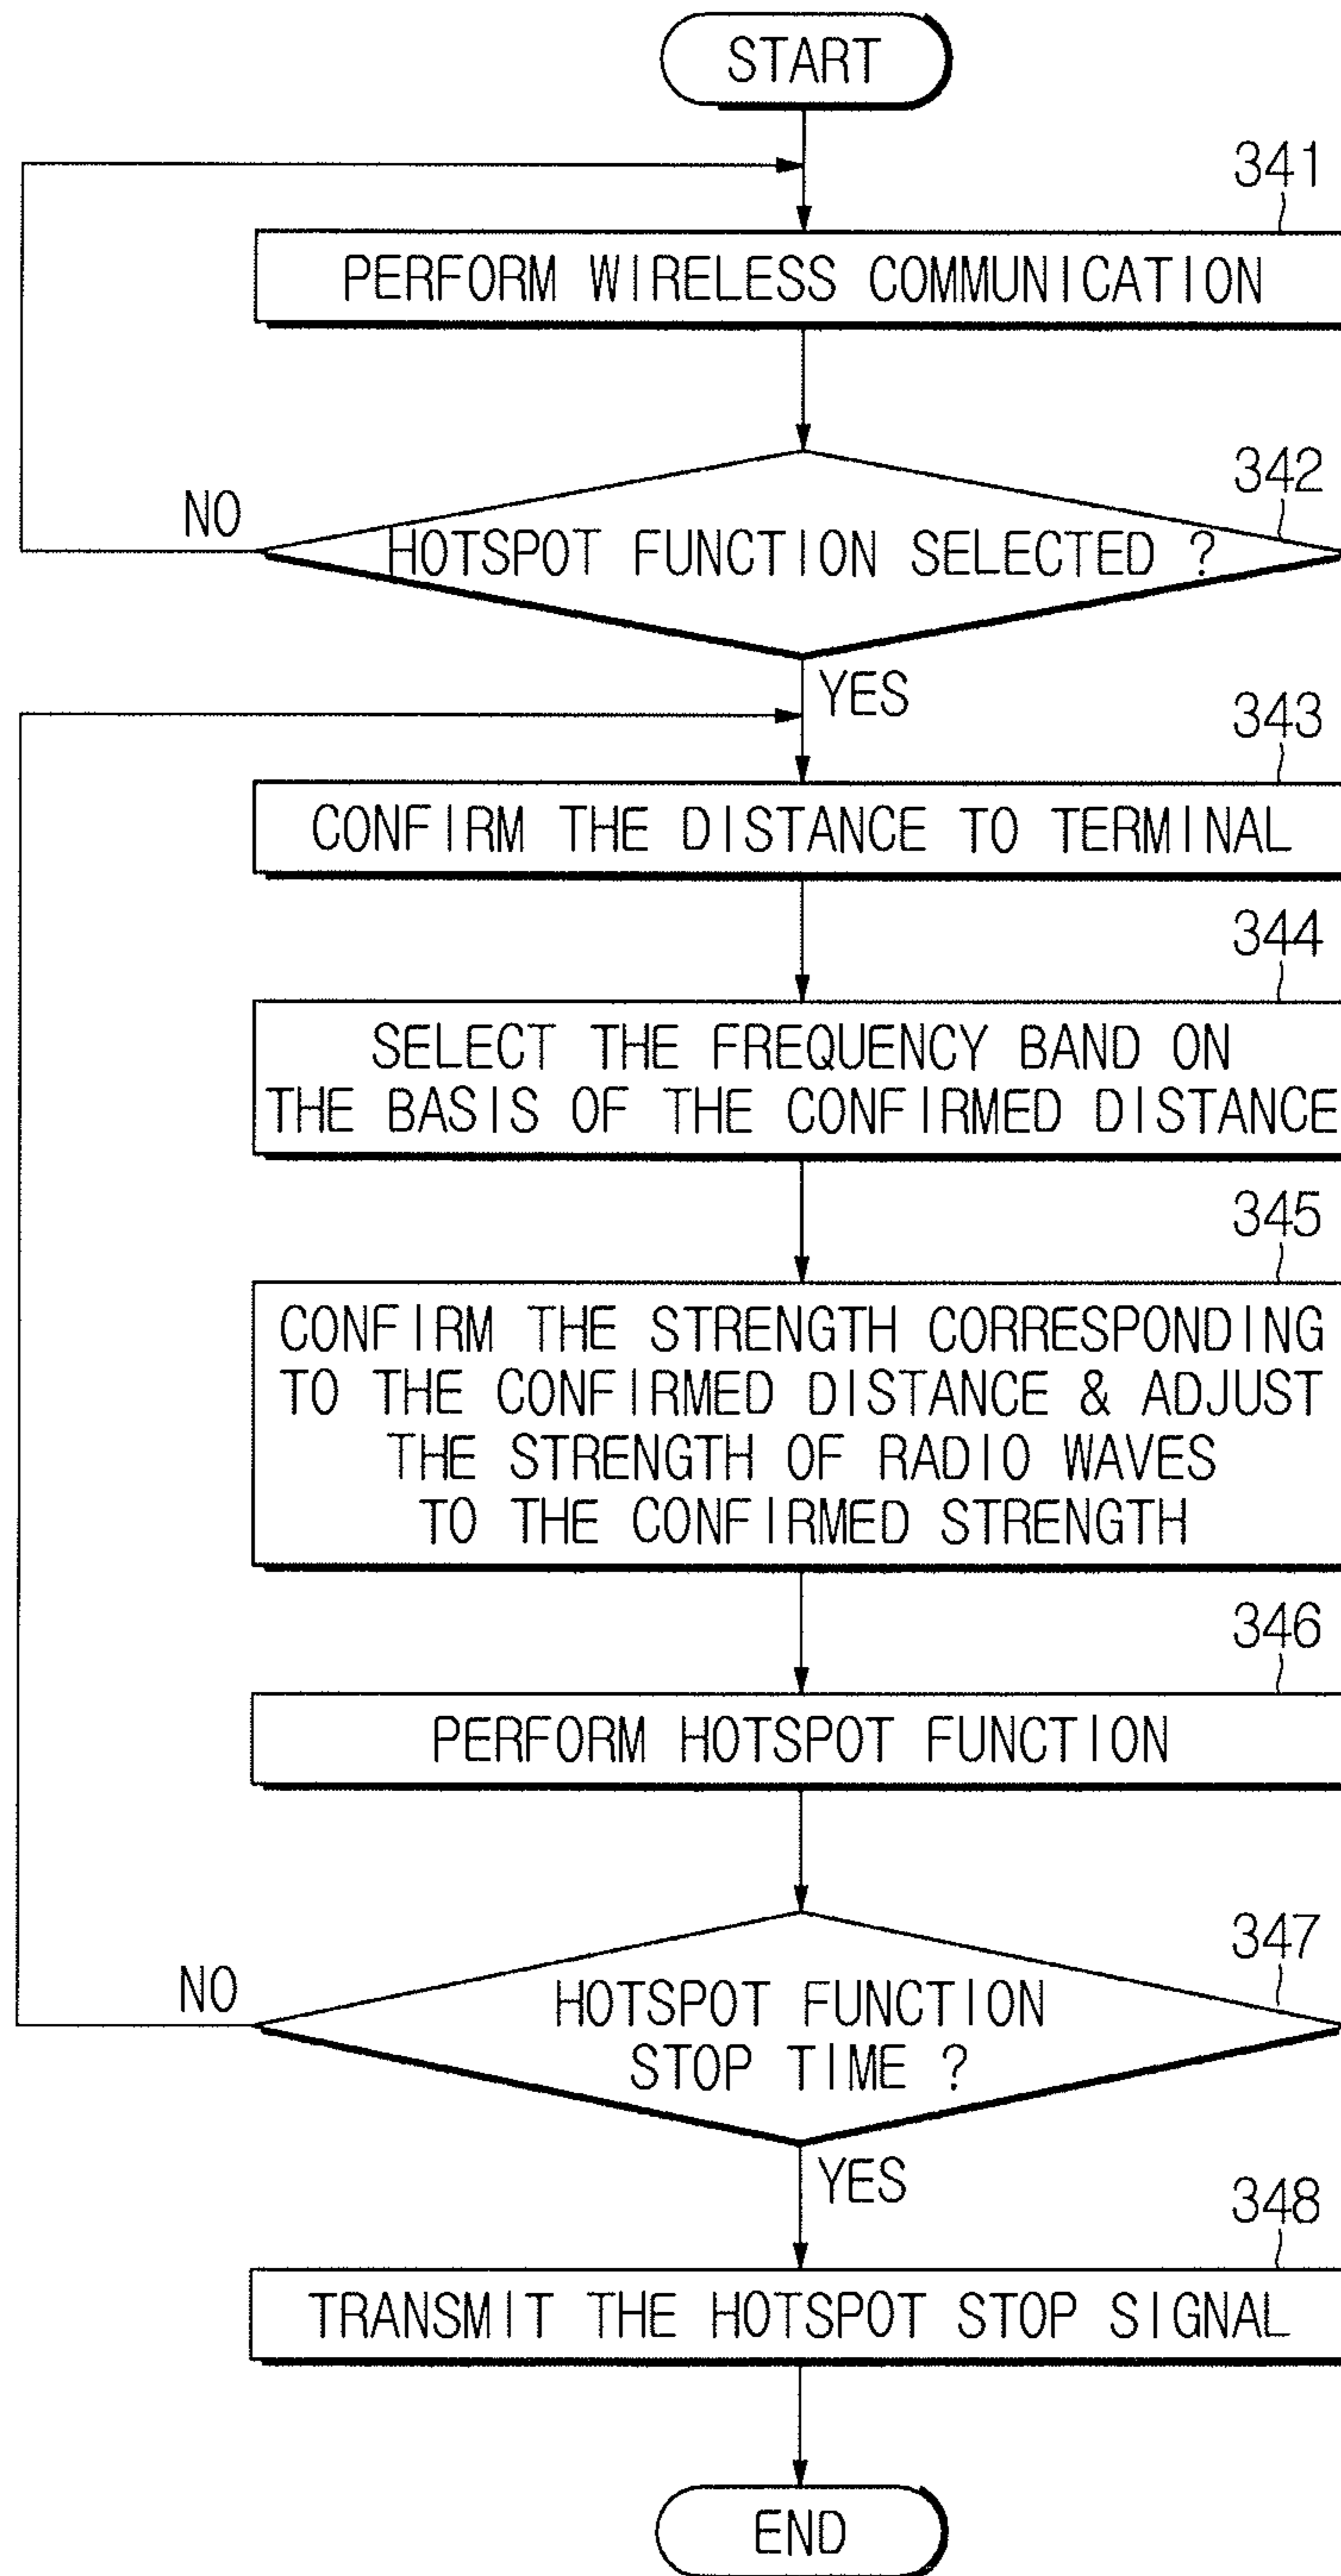 START
341
PERFORM WIRELESS COMMUNICATION
342
NO
HOTSPOT FUNCTION SELECTED ?
YES
343
CONFIRM THE DISTANCE TO TERMINAL
344
SELECT THE FREQUENCY BAND ON
THE BASIS OF THE CONFIRMED DISTANCE
345
CONFIRM THE STRENGTH CORRESPONDING
TO THE CONFIRMED DISTANCE & ADJUST
THE STRENGTH OF RADIO WAVES
TO THE CONFIRMED STRENGTH
346
PERFORM HOTSPOT FUNCTION
347
NO
HOTSPOT FUNCTION
STOP TIME ?
YES
348
TRANSMIT THE HOTSPOT STOP SIGNAL
END